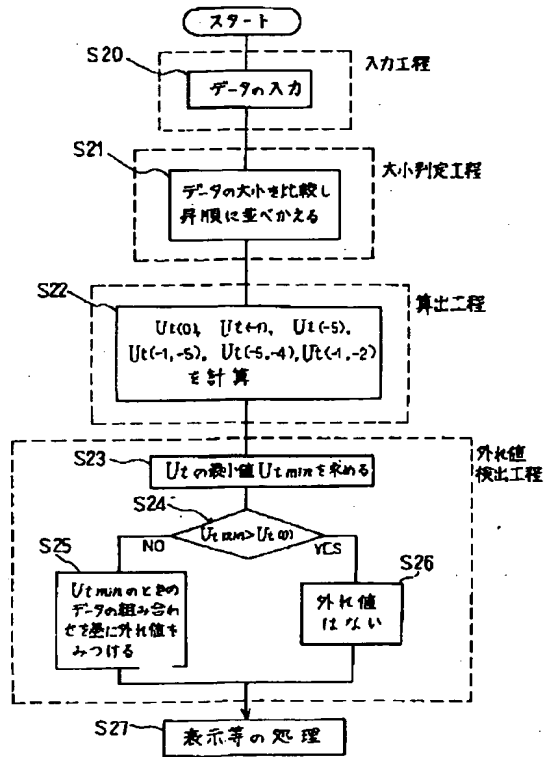 スタート
S20
入力工程
データの入力
S21
大小判定工程
データの大小を比較し
昇順に並べかえる
S22
算出工程
Ut(0), Ut(-1), Ut(-5),
Ut(-1,-5), Ut(-5,-4), Ut(-1,-2)
を計算
外れ値
検出工程
S23
Utの最小値Utminを求める
S24
Utmin>Ut(0)
NO
YES
S25
Utminのときの
データの組み合わ
せを基に外れ値を
みつける
S26
外れ値
はない
S27
表示等の処理